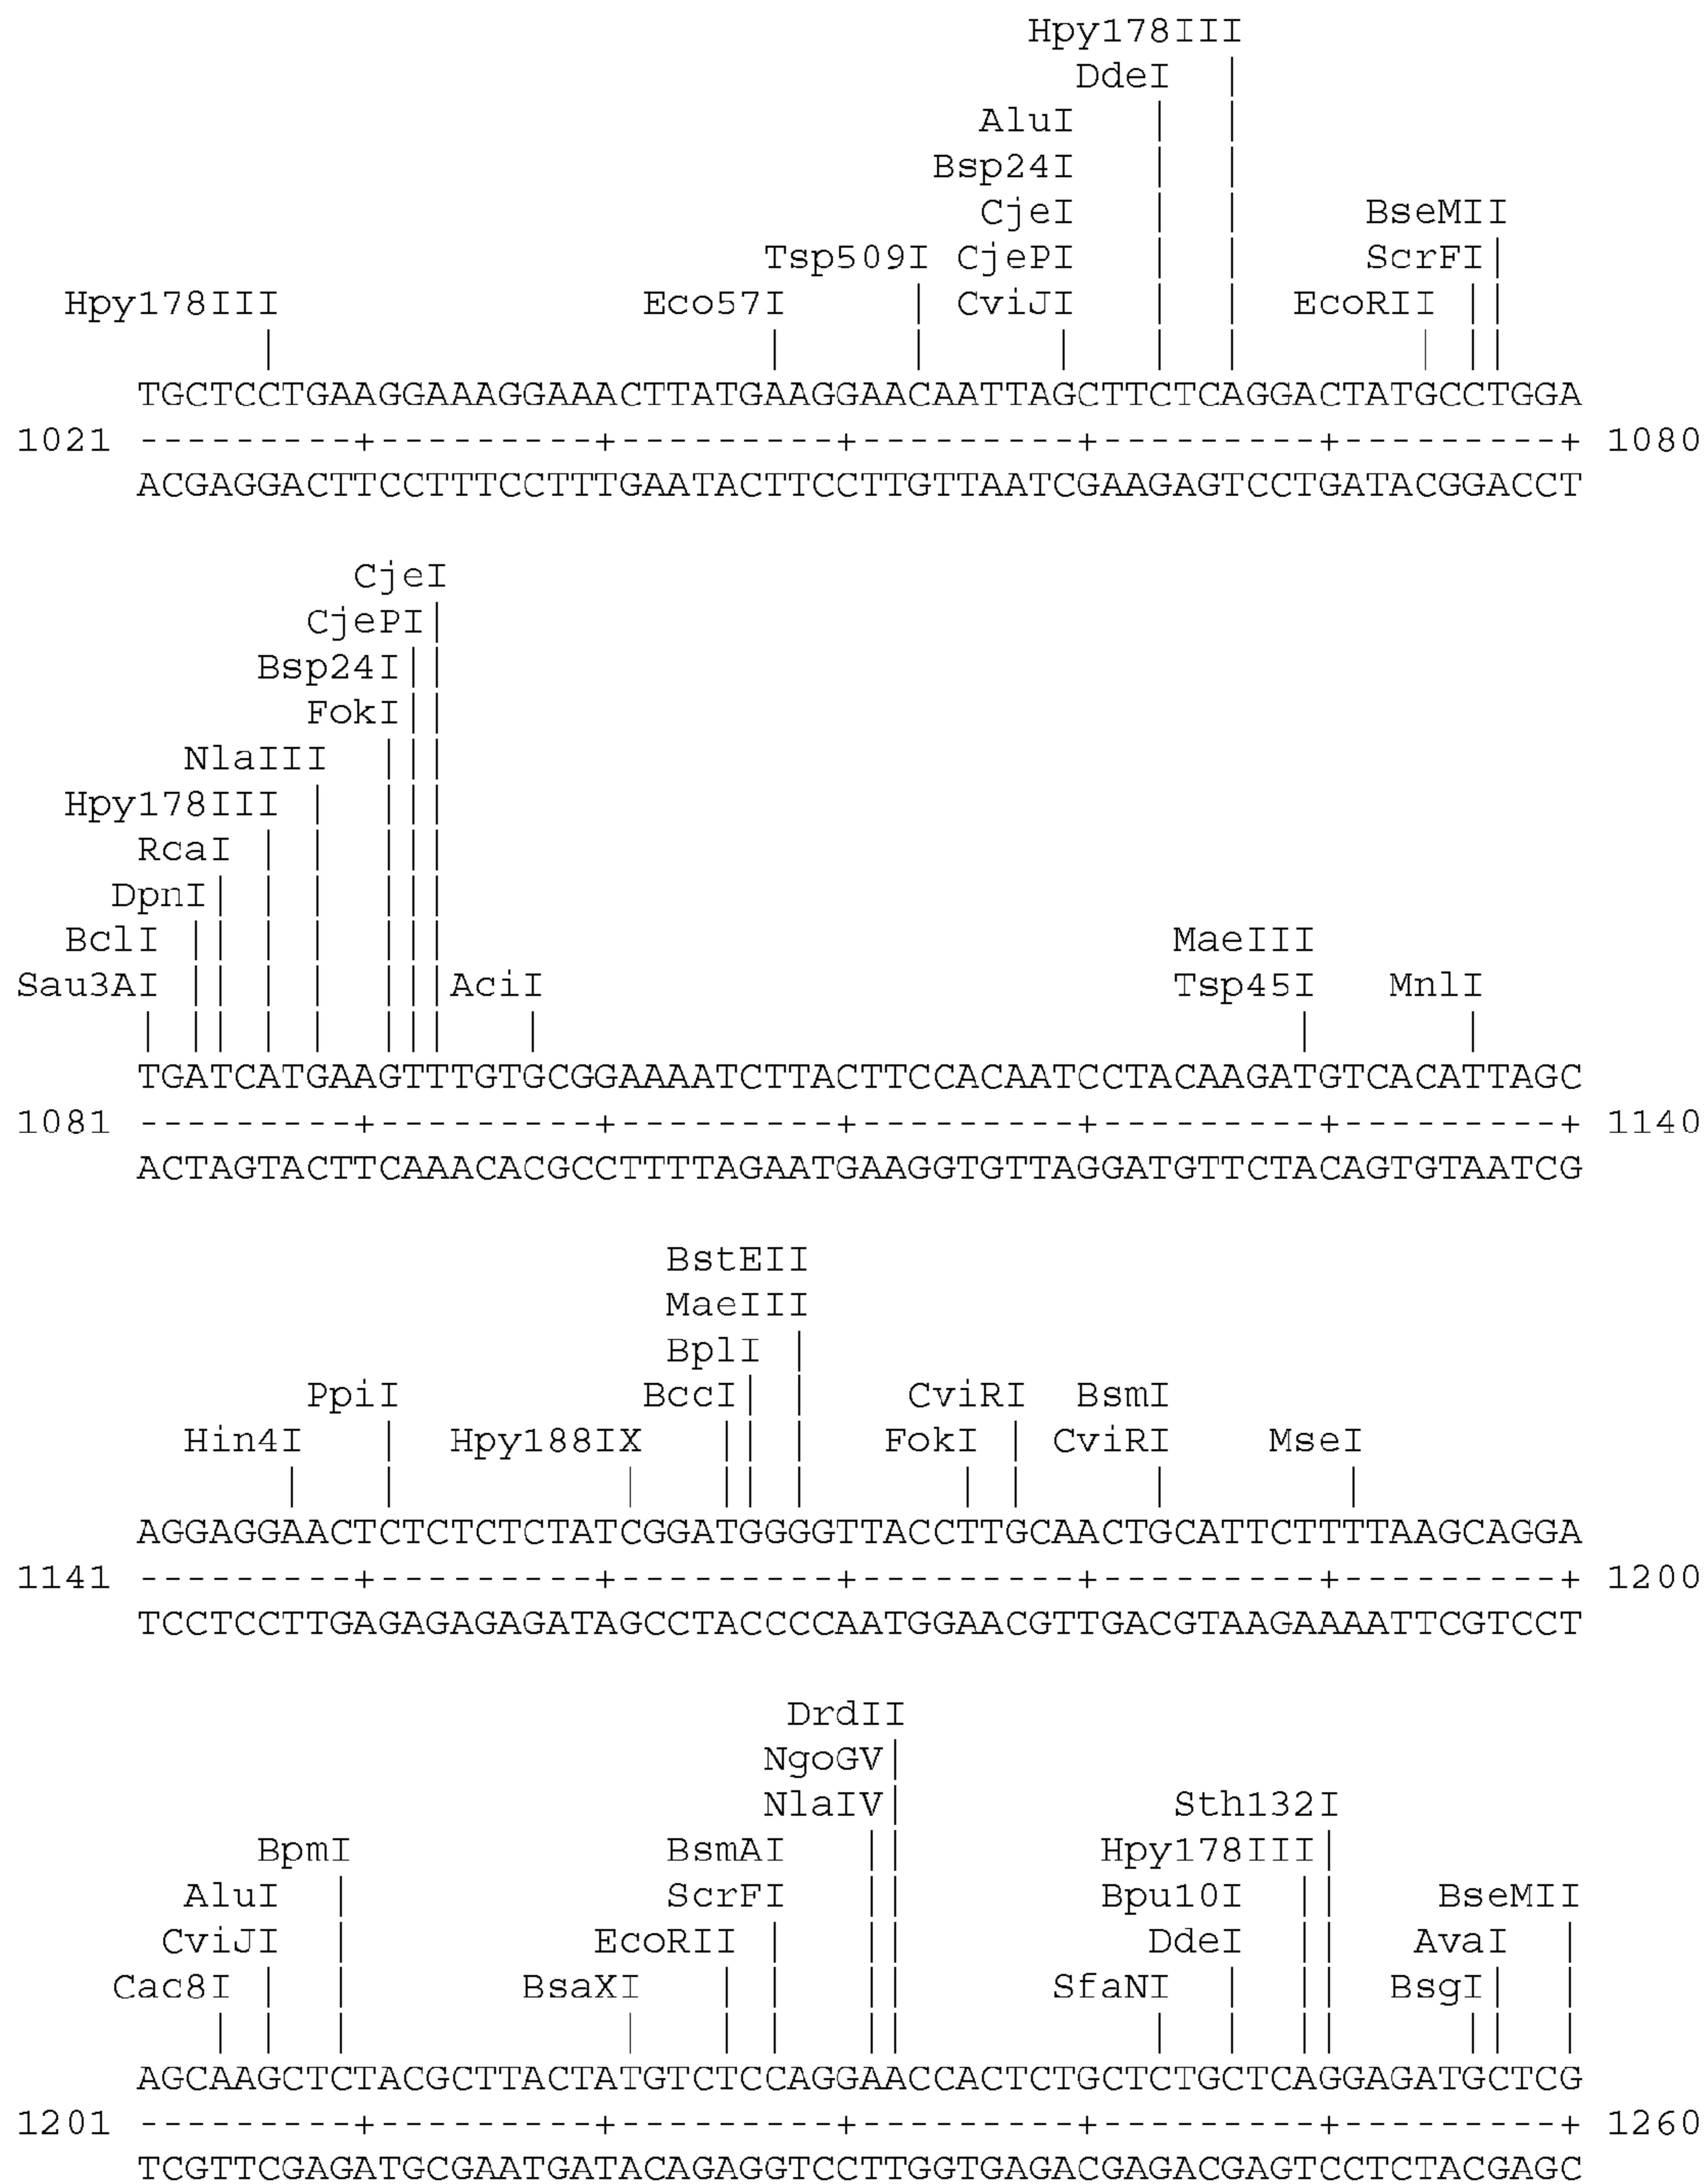 Hpy178III
DdeI |
AluI | |
Bsp24I | |
CjeI | | BseMII
Tsp509I CjePI | | ScrFI|
Hpy178III Eco57I | CviJI | | EcoRII ||
| | | | | | | ||
TGCTCCTGAAGGAAAGGAAACTTATGAAGGAACAATTAGCTTCTCAGGACTATGCCTGGA
1021 ---------+---------+---------+---------+---------+---------+ 1080
ACGAGGACTTCCTTTCCTTTGAATACTTCCTTGTTAATCGAAGAGTCCTGATACGGACCT
CjeI
CjePI|
Bsp24I||
FokI||
NlaIII |||
Hpy178III | |||
RcaI | | |||
DpnI| | | |||
BclI || | | ||| MaeIII
Sau3AI || | | |||AciI Tsp45I MnlI
| || | | ||| | | |
TGATCATGAAGTTTGTGCGGAAAATCTTACTTCCACAATCCTACAAGATGTCACATTAGC
1081 ---------+---------+---------+---------+---------+---------+ 1140
ACTAGTACTTCAAACACGCCTTTTAGAATGAAGGTGTTAGGATGTTCTACAGTGTAATCG
BstEII
MaeIII
BplI |
PpiI BccI| | CviRI BsmI
Hin4I | Hpy188IX || | FokI | CviRI MseI
| | | || | | | | |
AGGAGGAACTCTCTCTCTATCGGATGGGGTTACCTTGCAACTGCATTCTTTTAAGCAGGA
1141 ---------+---------+---------+---------+---------+---------+ 1200
TCCTCCTTGAGAGAGAGATAGCCTACCCCAATGGAACGTTGACGTAAGAAAATTCGTCCT
DrdII
NgoGV|
NlaIV| Sth132I
BpmI BsmAI || Hpy178III|
AluI | ScrFI || Bpu10I || BseMII
CviJI | EcoRII | || DdeI || AvaI |
Cac8I | | BsaXI | | || SfaNI | || BsgI| |
| | | | | | || | | || || |
AGCAAGCTCTACGCTTACTATGTCTCCAGGAACCACTCTGCTCTGCTCAGGAGATGCTCG
1201 ---------+---------+---------+---------+---------+---------+ 1260
TCGTTCGAGATGCGAATGATACAGAGGTCCTTGGTGAGACGAGACGAGTCCTCTACGAGC